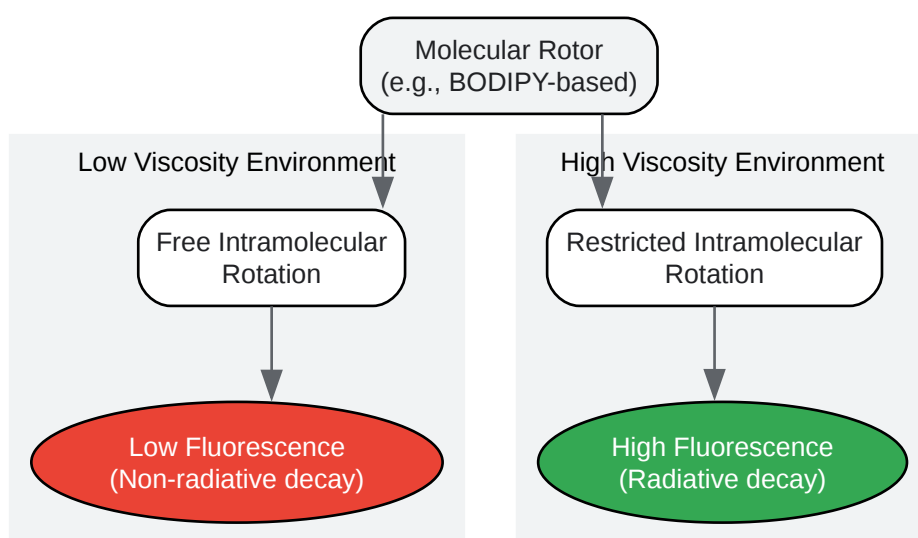 Molecular Rotor
(e.g., BODIPY-based)
Low Viscosity Environment
High Viscosity Environment
Free Intramolecular
Rotation
Restricted Intramolecular
Rotation
Low Fluorescence
(Non-radiative decay)
High Fluorescence
(Radiative decay)